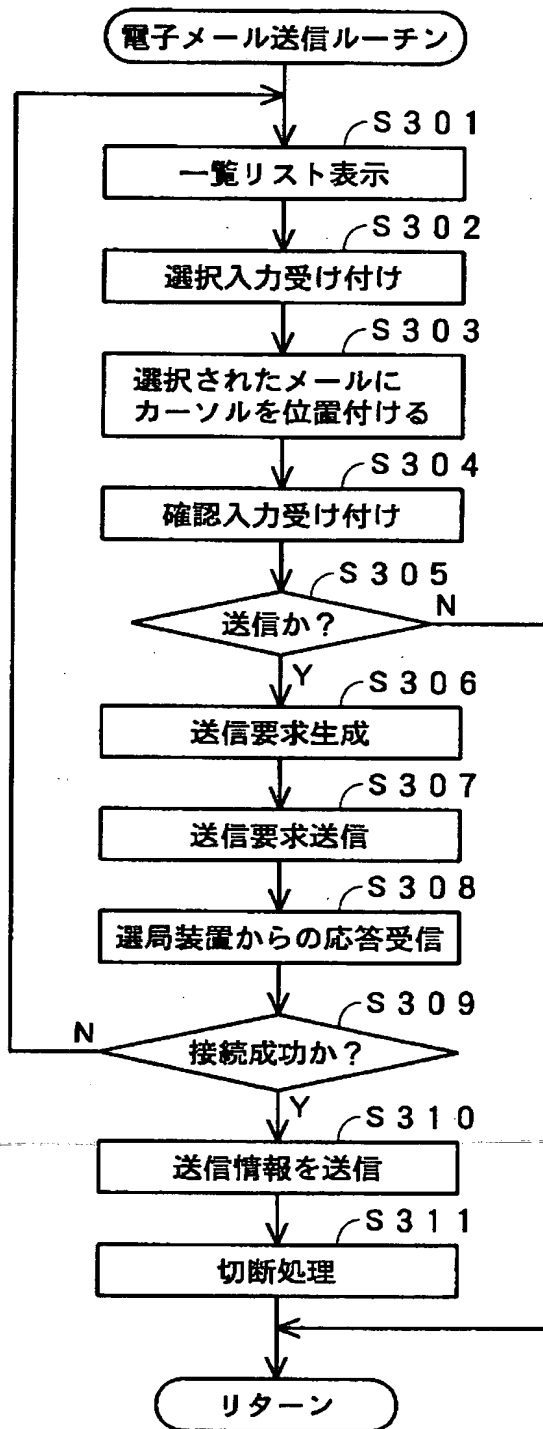 電子メール送信ルーチン
S301
一覧リスト表示
S302
選択入力受け付け
S303
選択されたメールに
カーソルを位置付ける
S304
確認入力受け付け
S305
送信か？
N
Y
S306
送信要求生成
S307
送信要求送信
S308
選局装置からの応答受信
S309
N
接続成功か？
Y
S310
送信情報を送信
S311
切断処理
リターン